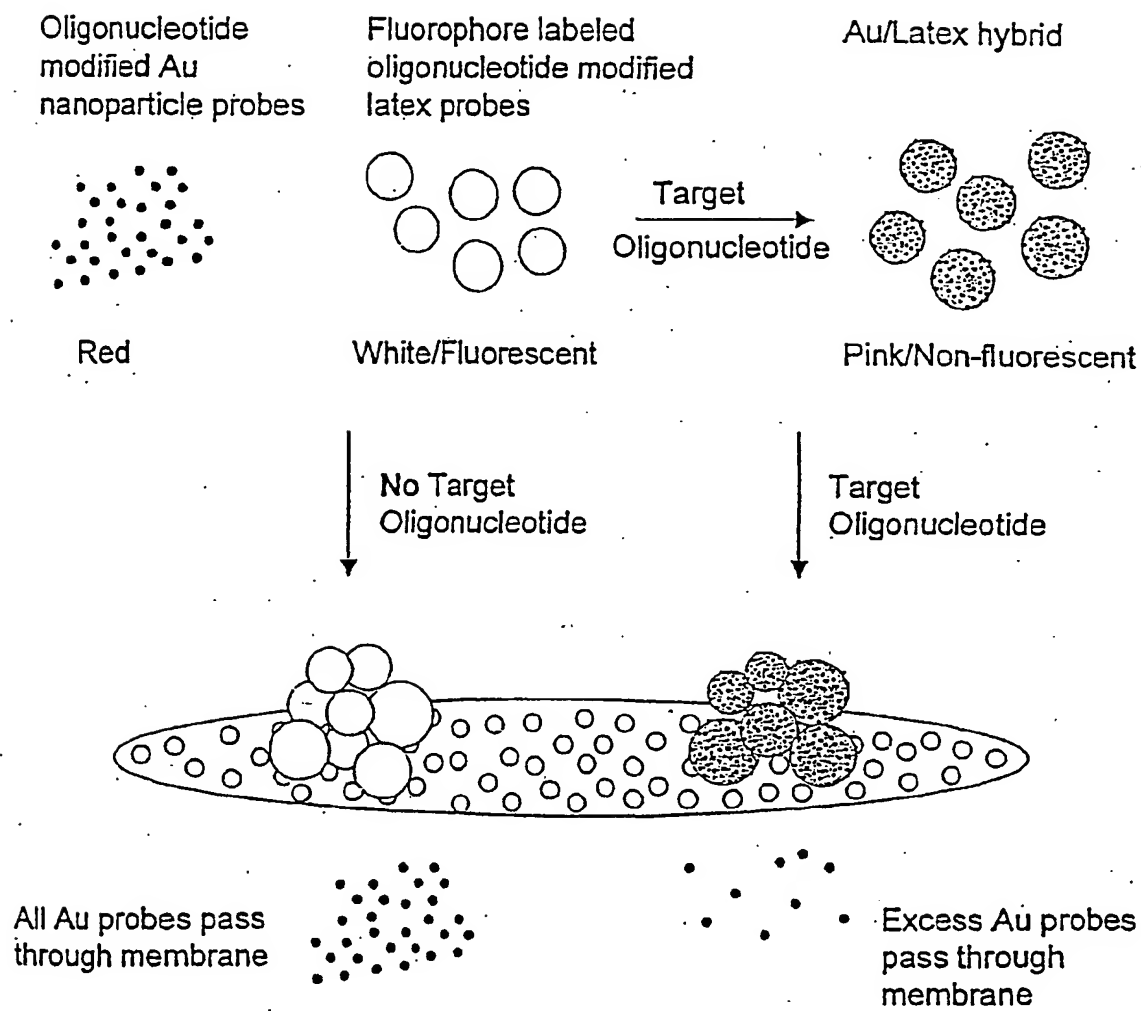 Oligonucleotide
modified Au
nanoparticle probes
Fluorophore labeled
oligonucleotide modified
latex probes
Au/Latex hybrid
Target
Oligonucleotide
Red
White/Fluorescent
Pink/Non-fluorescent
No Target
Oligonucleotide
Target
Oligonucleotide
All Au probes pass
through membrane
Excess Au probes
pass through
membrane